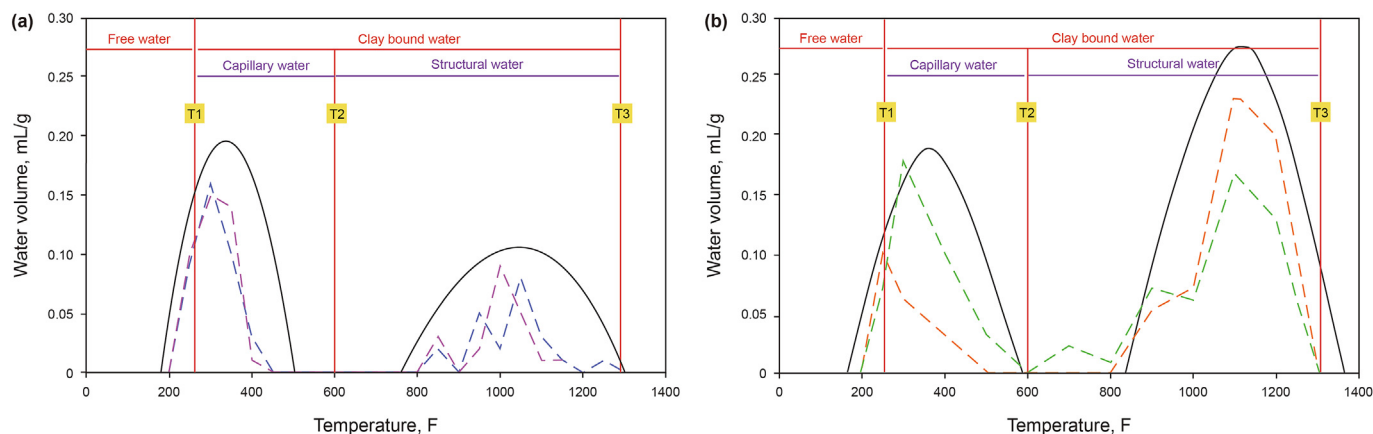 (a)
0.30
0.25
0.20
0.15
0.10
0.05
0
Water volume, mL/g
Free water
Clay bound water
Capillary water
Structural water
T1
T2
T3
0 200 400 600 800 1000 1200 1400
Temperature, F
(b)
0.30
0.25
0.20
0.15
0.10
0.05
0
Water volume, mL/g
Free water
Clay bound water
Capillary water
Structural water
T1
T2
T3
0 200 400 600 800 1000 1200 1400
Temperature, F